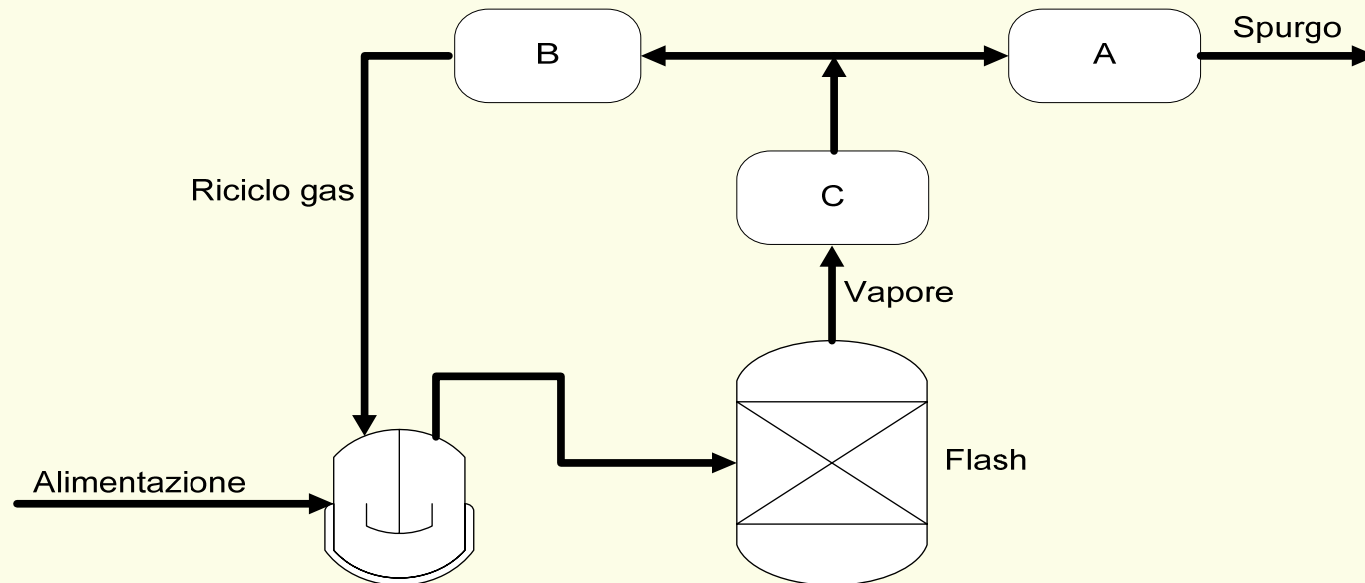 Spurgo
B
A
Riciclo gas
C
Vapore
Flash
Alimentazione